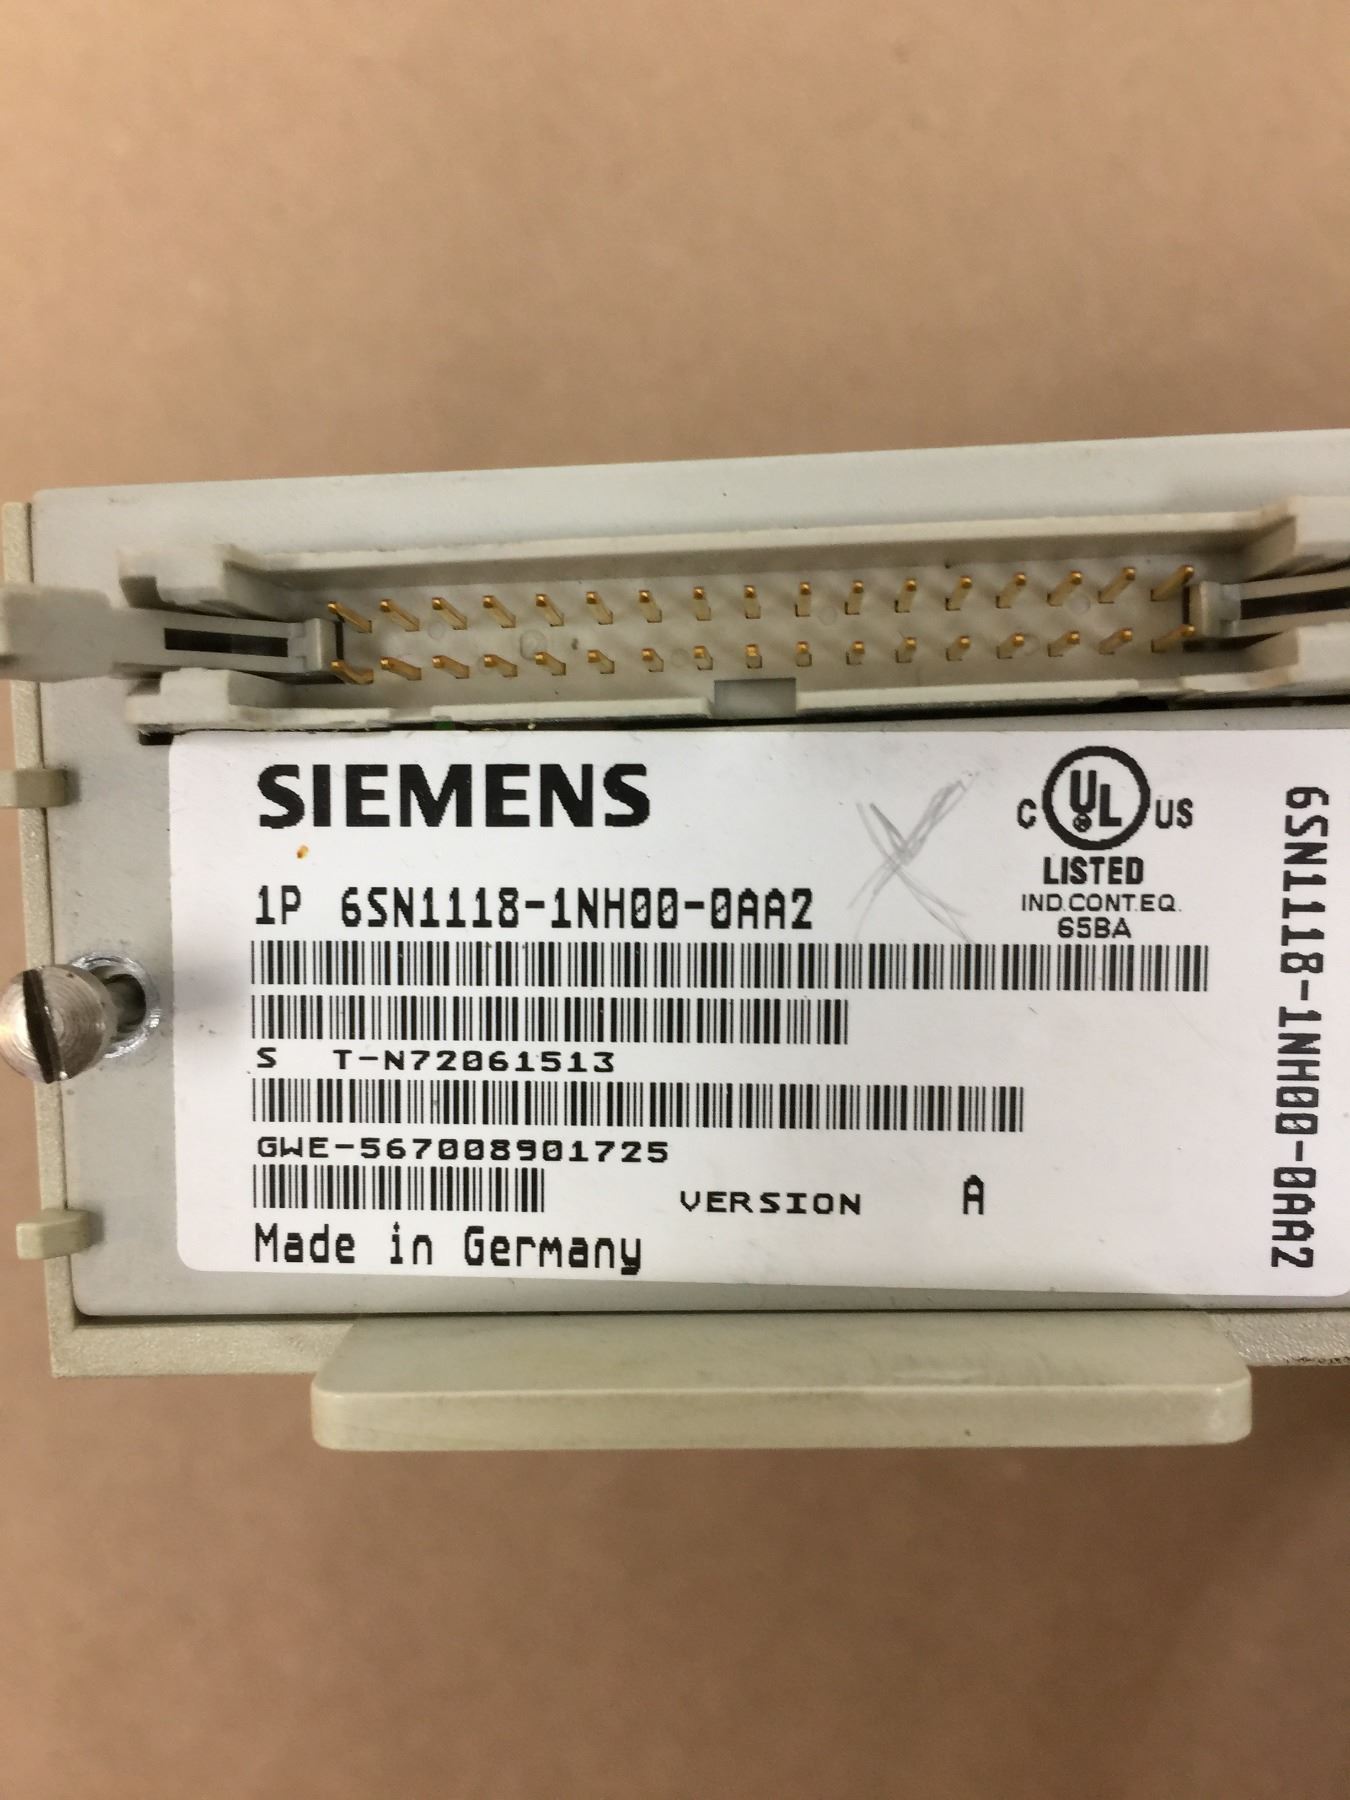 SIEMENS
C UL US
LISTED
IND.CONT.EQ.
65BA
1P 6SN1118-1NH00-0AA2
S T-N72061513
GWE-567008901725
VERSION A
Made in Germany
6SN1118-1NH00-0AA2